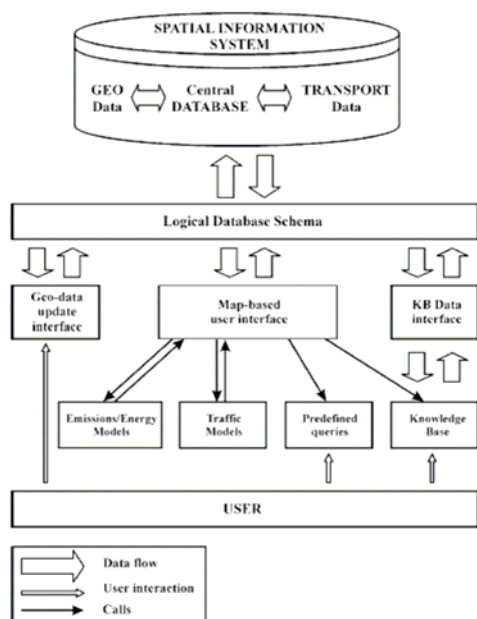 SPATIAL INFORMATION
SYSTEM
GEO
Data
Central
DATABASE
TRANSPORT
Data
Logical Database Schema
Geo-data
update
interface
Map-based
user interface
KB Data
interface
Emissions/Energy
Models
Traffic
Models
Predefined
queries
Knowledge
Base
USER
Data flow
User interaction
Calls